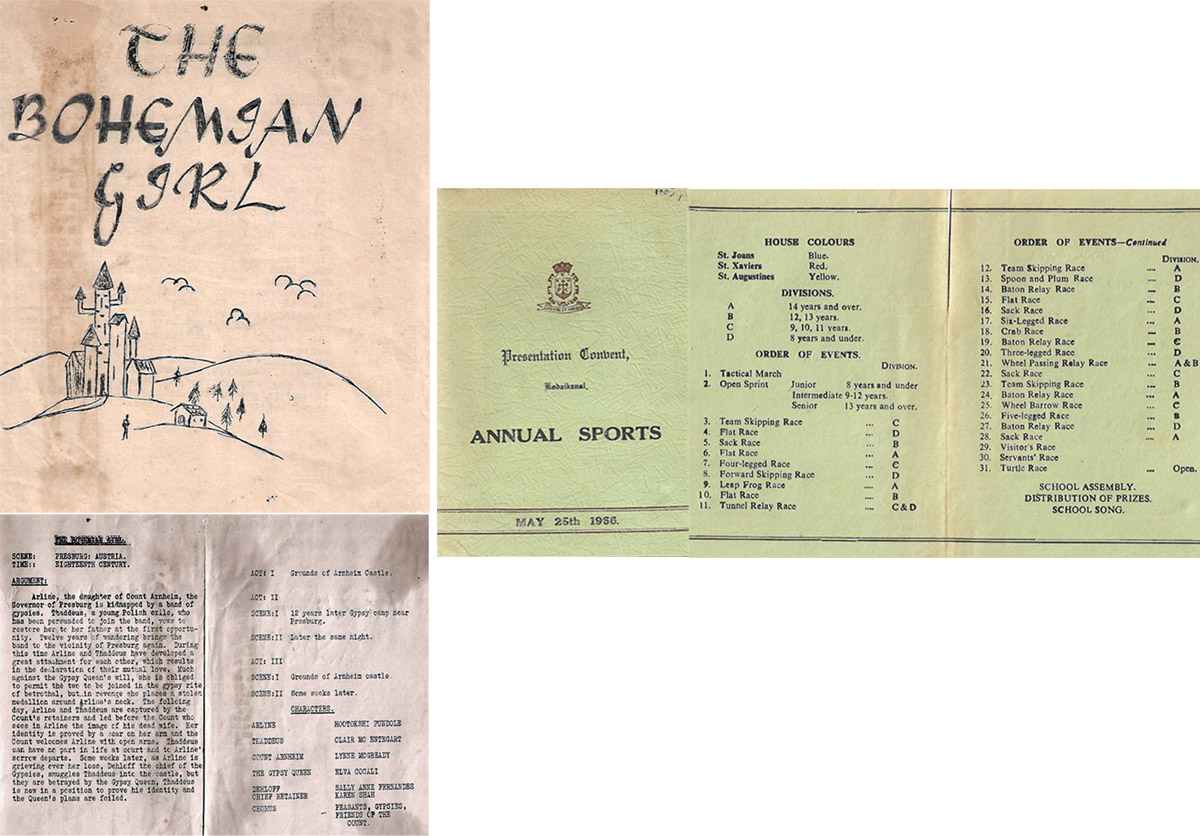 THE
BOHEMIAN
GIRL
THE BOHEMIAN GIRL.
SCENE: PRESBURG: AUSTRIA.
TIME:: EIGHTEENTH CENTURY.
ARGUMENT:
Arline, the daughter of Count Arnheim, the
Governor of Presburg is kidnapped by a band of
gypsies. Thaddeus, a young Polish exile, who
has been persuaded to join the band, vows to
restore her to her father at the first opportu-
nity. Twelve years of wandering brings the
band to the vicinity of Presburg again. During
this time Arline and Thaddeus have developed a
great attachment for each other, which results
in the declaration of their mutual love. Much
against the Gypsy Queen's will, she is obliged
to permit the two to be joined in the gypsy rite
of betrothal, but in revenge she places a stolen
medallion around Arline's neck. The folloing
day, Arline and Thaddeus are captured by the
Count's retainers and led before the Count who
sees in Arline the image of his dead wife. Her
identity is proved by a scar on her arm and the
Count welcomes Arline with open arms. Thaddeus
can have no part in life at court and to Arline's
sorrow departs. Some weeks later, as Arline is
grieving over her loss, Dehloff the chief of the
Gypsies, smuggles Thaddeus into the castle, but
they are betrayed by the Gypsy Queen, Thaddeus
is now in a position to prove his identity and
the Queen's plans are foiled.
ACT: I Grounds of Arnheim Castle.
ACT: II
SCENE:I 12 years later Gypsy camp near
Presburg.
SCENE:II Later the same night.
ACT: III
SCENE:I Grounds of Arnheim castle
SCENE:II Some weeks later.
CHARACTERS.
ARLINE HOOTOKSHI PUNDOLE
THADDEUS CLAIR MC ENTEGART
COUNT ARNHEIM LYNNE MCGREADY
THE GYPSY QUEEN ELVA COCALI
DEHLOFF SALLY ANNE FERNANDES
CHIEF RETAINER KAREN SHAH
CHORUS PEASANTS, GYPSIES,
FRIENDS OF THE
COUNT.
Presentation Convent,
Kodaikanal.
ANNUAL SPORTS
MAY 25th 1966.
HOUSE COLOURS
St. Joans Blue.
St. Xaviers Red.
St. Augustines Yellow.
DIVISIONS.
A 14 years and over.
B 12, 13 years.
C 9, 10, 11 years.
D 8 years and under.
ORDER OF EVENTS.
DIVISION.
1. Tactical March
2. Open Sprint Junior 8 years and under
Intermediate 9-12 years.
Senior 13 years and over.
3. Team Skipping Race ... C
4. Flat Race ... D
5. Sack Race ... B
6. Flat Race ... A
7. Four-legged Race ... C
8. Forward Skipping Race ... D
9. Leap Frog Race .... A
10. Flat Race ... B
11. Tunnel Relay Race .... C & D
ORDER OF EVENTS—Continued
DIVISION.
12. Team Skipping Race .... A
13. Spoon and Plum Race .... D
14. Baton Relay Race .... B
15. Flat Race .... C
16. Sack Race .... D
17. Six-Legged Race .... A
18. Crab Race .... B
19. Baton Relay Race .... C
20. Three-legged Race .... D
21. Wheel Passing Relay Race .... A & B
22. Sack Race .... C
23. Team Skipping Race .... B
24. Baton Relay Race .... A
25. Wheel Barrow Race .... C
26. Five-legged Race .... B
27. Baton Relay Race .... D
28. Sack Race .... A
29. Visitor's Race
30. Servants' Race
31. Turtle Race ... Open.
SCHOOL ASSEMBLY.
DISTRIBUTION OF PRIZES.
SCHOOL SONG.